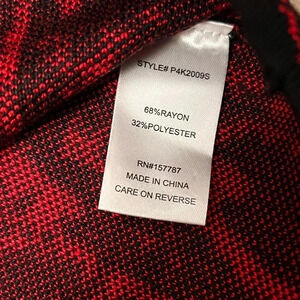 STYLE# P4K2009S
68%RAYON
32%POLYESTER
RN#157787
MADE IN CHINA
CARE ON REVERSE